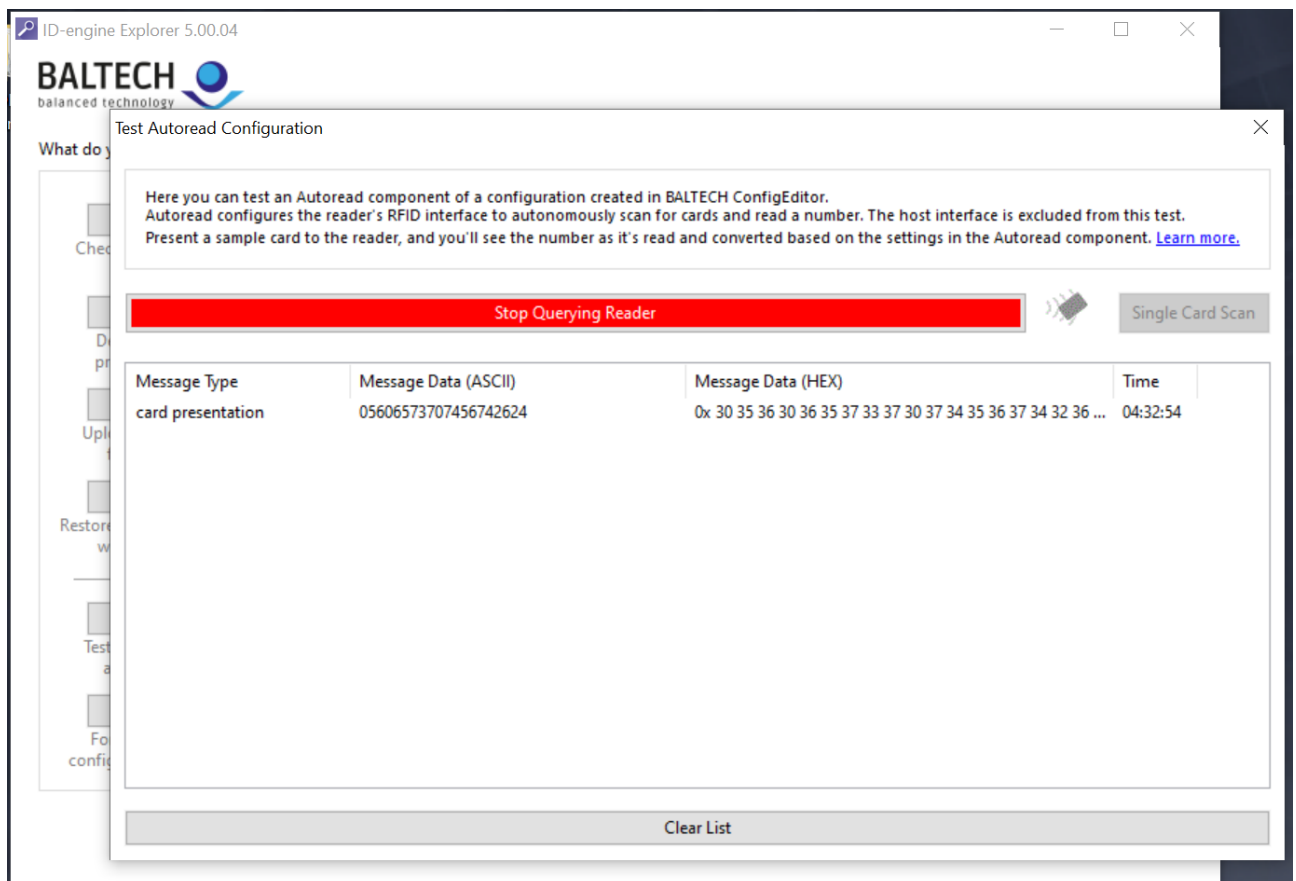 ID-engine Explorer 5.00.04
BALTECH
balanced technology
Test Autoread Configuration
What do
Here you can test an Autoread component of a configuration created in BALTECH ConfigEditor.
Autoread configures the reader's RFID interface to autonomously scan for cards and read a number. The host interface is excluded from this test.
Present a sample card to the reader, and you'll see the number as it's read and converted based on the settings in the Autoread component. Learn more.
Stop Querying Reader
Single Card Scan
Message Type Message Data (ASCII) Message Data (HEX) Time
card presentation 05606573707456742624 0x 30 35 36 30 36 35 37 33 37 30 37 34 35 36 37 34 32 36 ... 04:32:54
Restore
Test
Clear List